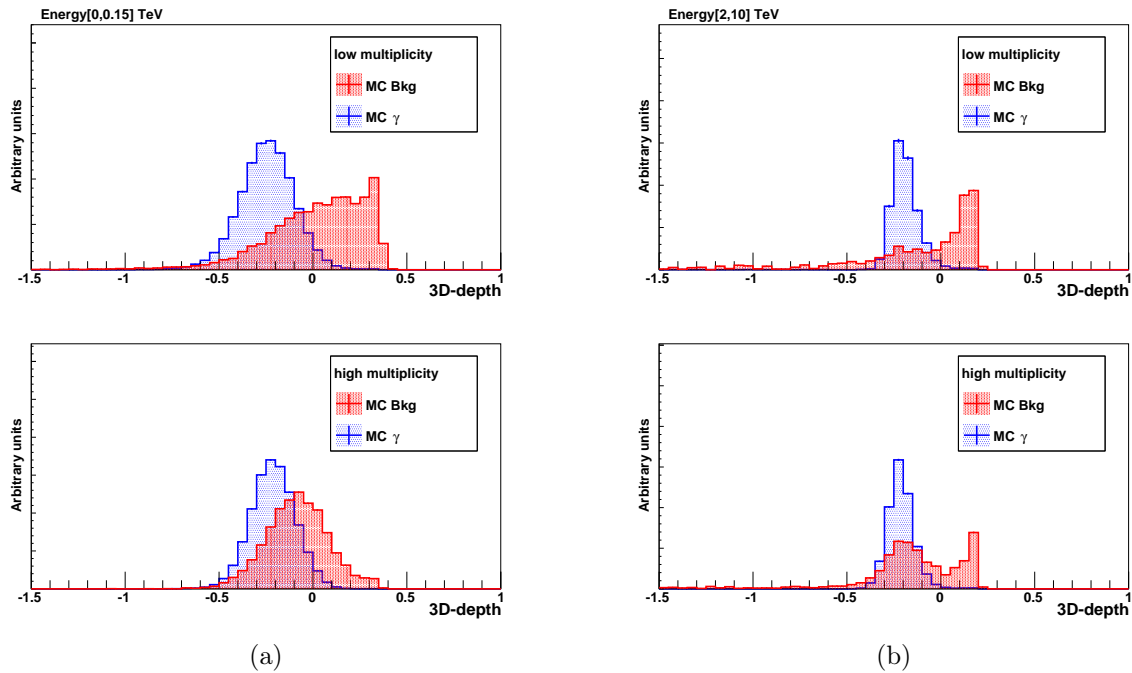 Energy[0,0.15] TeV
Arbitrary units
low multiplicity
MC Bkg
MC γ
-1.5 -1 -0.5 0 0.5 1
3D-depth
Energy[2,10] TeV
Arbitrary units
low multiplicity
MC Bkg
MC γ
-1.5 -1 -0.5 0 0.5 1
3D-depth
Arbitrary units
high multiplicity
MC Bkg
MC γ
-1.5 -1 -0.5 0 0.5 1
3D-depth
Arbitrary units
high multiplicity
MC Bkg
MC γ
-1.5 -1 -0.5 0 0.5 1
3D-depth
(a)
(b)